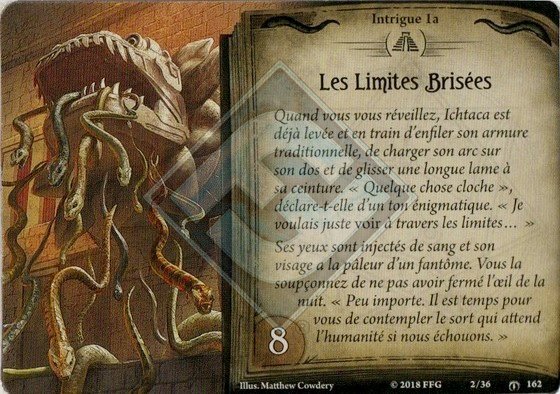 Intrigue 1a
Les Limites Brisées
Quand vous vous réveillez, Ichtaca est
déjà levée et en train d'enfiler son armure
traditionnelle, de charger son arc sur
son dos et de glisser une longue lame à
sa ceinture. « Quelque chose cloche »,
déclare-t-elle d'un ton énigmatique. « Je
voulais juste voir à travers les limites… »
Ses yeux sont injectés de sang et son
visage a la pâleur d'un fantôme. Vous la
soupçonnez de ne pas avoir fermé l'œil de la
nuit. « Peu importe. Il est temps pour
vous de contempler le sort qui attend
l'humanité si nous échouons. »
8
Illus. Matthew Cowdery © 2018 FFG 2/36 162